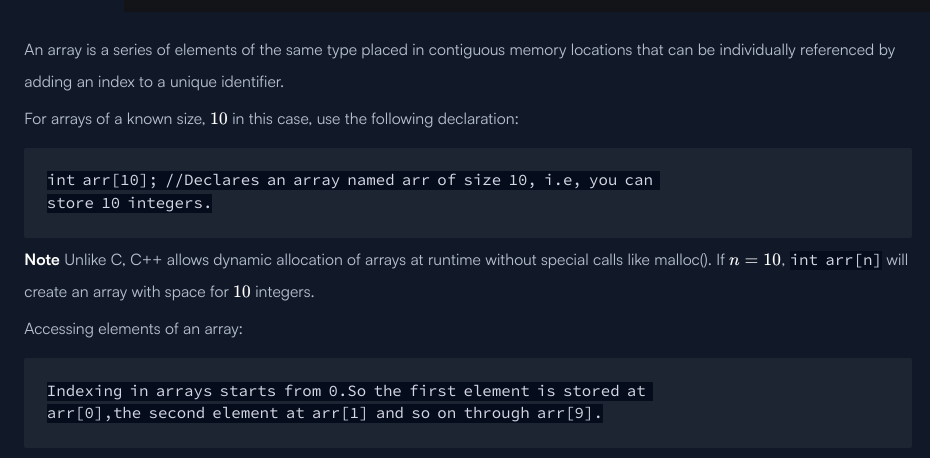 An array is a series of elements of the same type placed in contiguous memory locations that can be individually referenced by
adding an index to a unique identifier.
For arrays of a known size, 10 in this case, use the following declaration:
int arr[10]; //Declares an array named arr of size 10, i.e, you can
store 10 integers.
Note Unlike C, C++ allows dynamic allocation of arrays at runtime without special calls like malloc(). If n = 10, int arr[n] will
create an array with space for 10 integers.
Accessing elements of an array:
Indexing in arrays starts from 0.So the first element is stored at
arr[0],the second element at arr[1] and so on through arr[9].